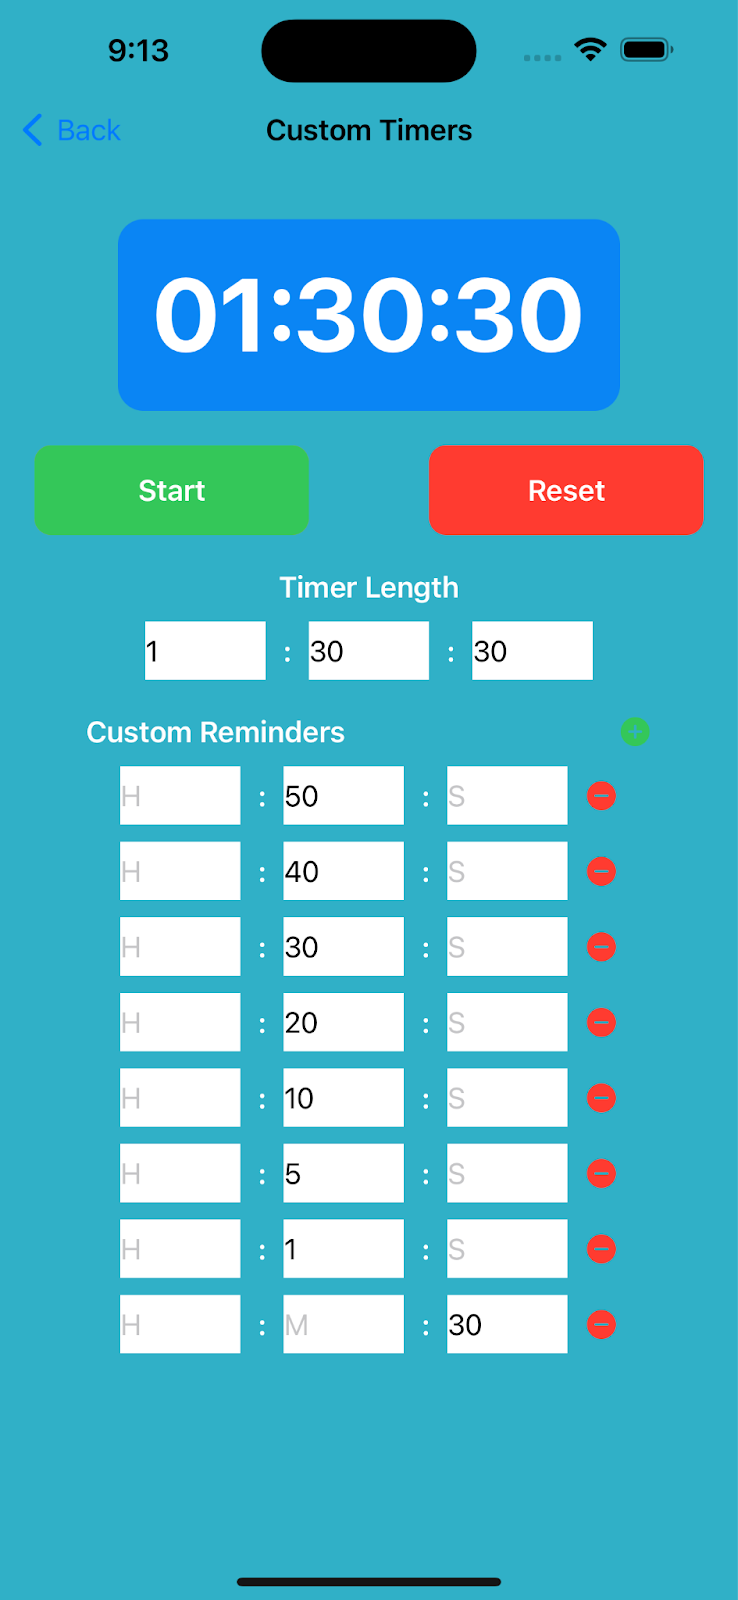 9:13
Back Custom Timers
01:30:30
Start Reset
Timer Length
1 : 30 : 30
Custom Reminders
H : 50 : S
H : 40 : S
H : 30 : S
H : 20 : S
H : 10 : S
H : 5 : S
H : 1 : S
H : M : 30